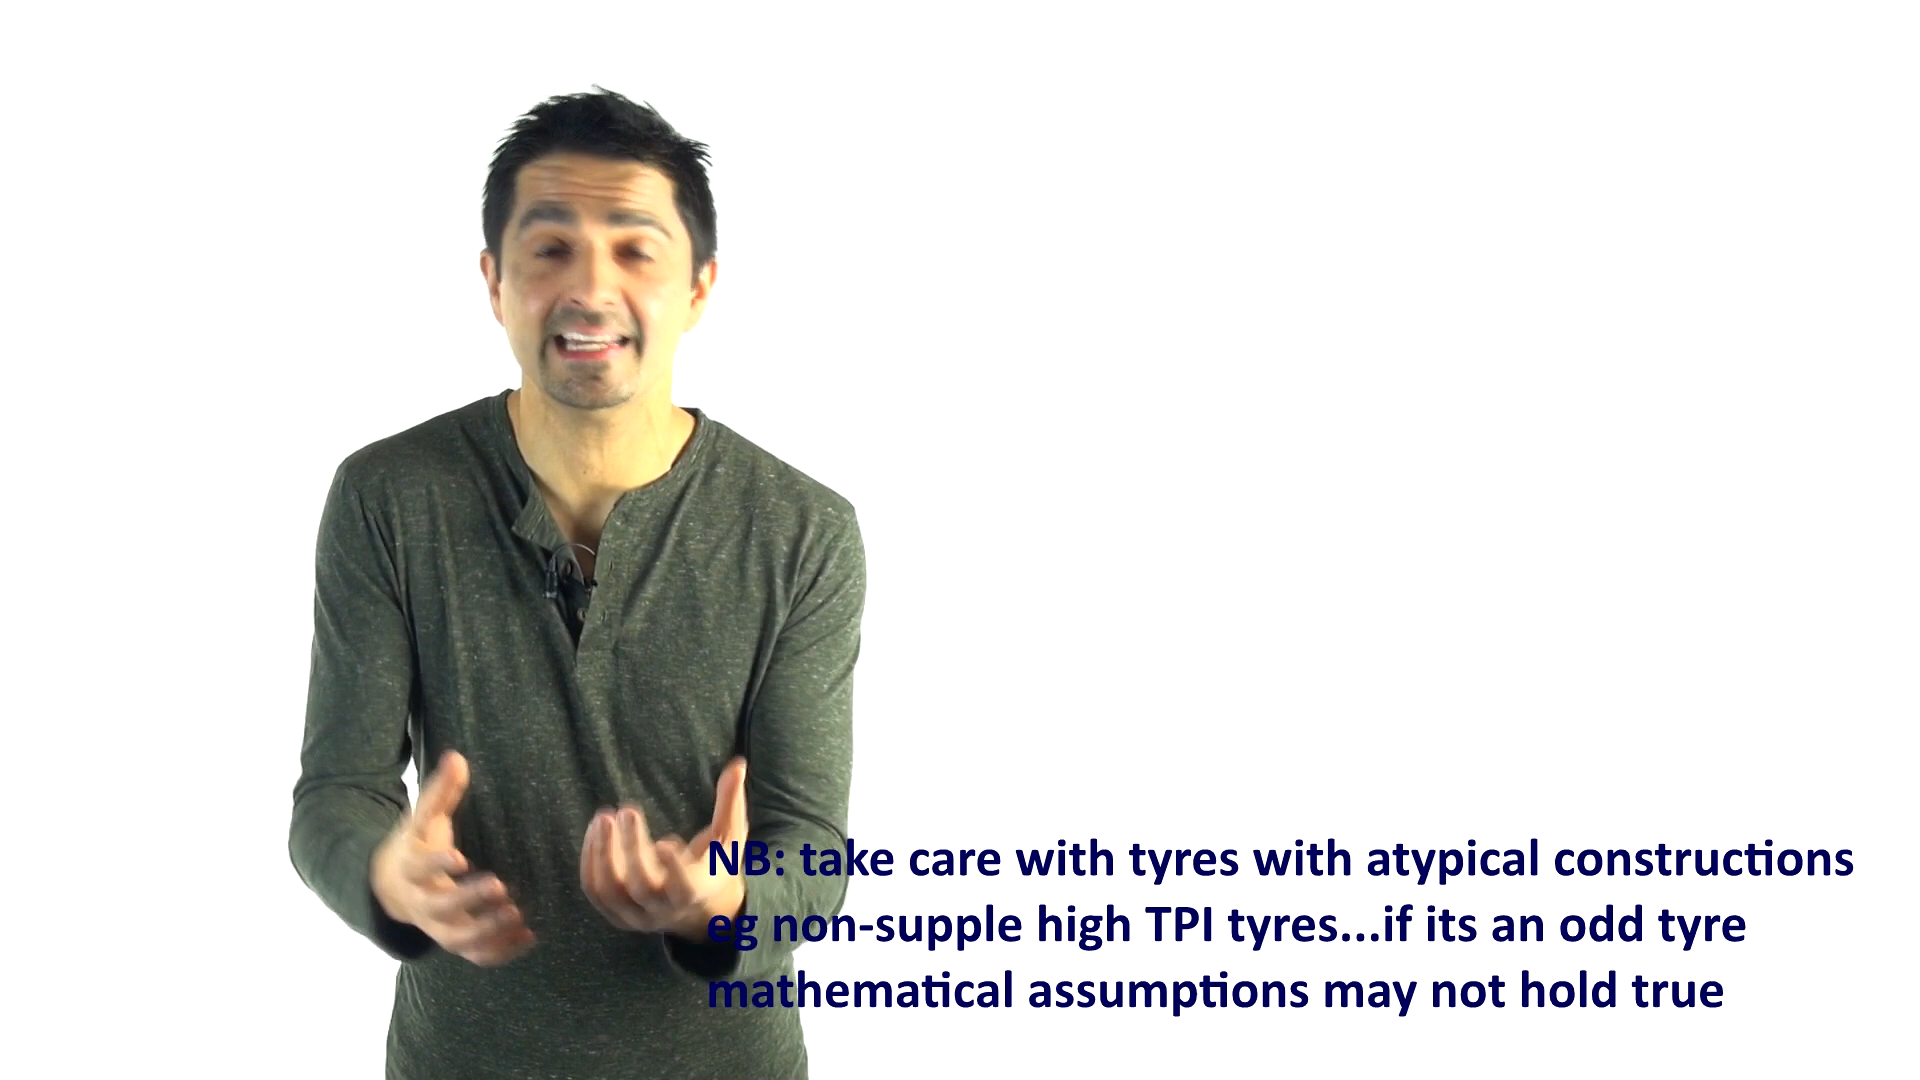 NB: take care with tyres with atypical constructions
eg non-supple high TPI tyres...if its an odd tyre
mathematical assumptions may not hold true